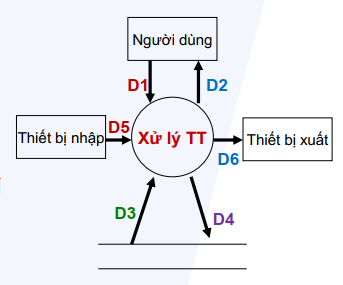 Người dùng
D1
D2
Thiết bị nhập
D5
Xử lý TT
D6
Thiết bị xuất
D3
D4